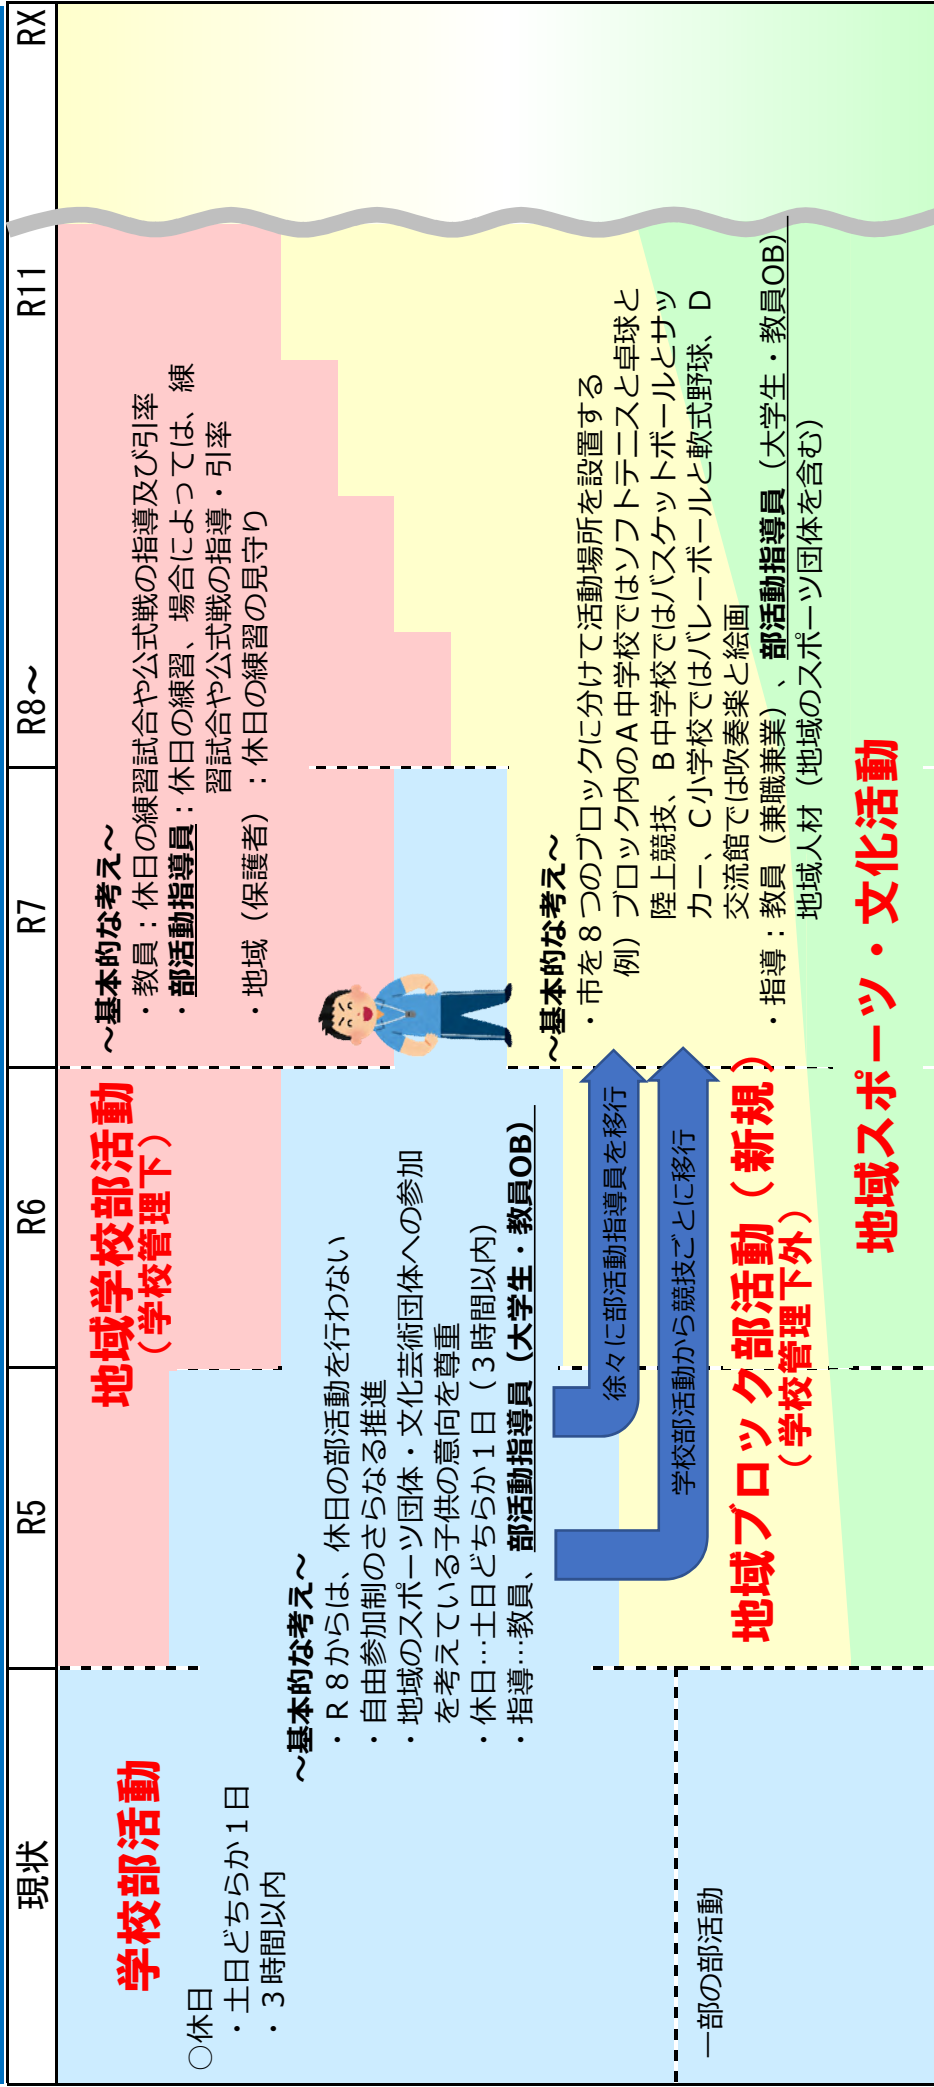 現状
R5
R6
R7
R8～
R11
RX
学校部活動
○休日
・土日どちらか１日
・３時間以内
一部の部活動
～基本的な考え～
・Ｒ８からは、休日の部活動を行わない
・自由参加制のさらなる推進
・地域のスポーツ団体・文化芸術団体への参加
を考えている子供の意向を尊重
・休日…土日どちらか１日（３時間以内）
・指導…教員、部活動指導員（大学生・教員OB）
地域学校部活動
（学校管理下）
～基本的な考え～
・教員：休日の練習試合や公式戦の指導及び引率
・部活動指導員：休日の練習、場合によっては、練
習試合や公式戦の指導・引率
・地域（保護者）：休日の練習の見守り
徐々に部活動指導員を移行
学校部活動から競技ごとに移行
地域ブロック部活動（新規）
（学校管理下外）
～基本的な考え～
・市を８つのブロックに分けて活動場所を設置する
例）ブロック内のＡ中学校ではソフトテニスと卓球と
陸上競技、Ｂ中学校ではバスケットボールとサッ
カー、Ｃ小学校ではバレーボールと軟式野球、Ｄ
交流館では吹奏楽と絵画
・指導：教員（兼職兼業）、部活動指導員（大学生・教員OB）
地域人材（地域のスポーツ団体を含む）
地域スポーツ・文化活動